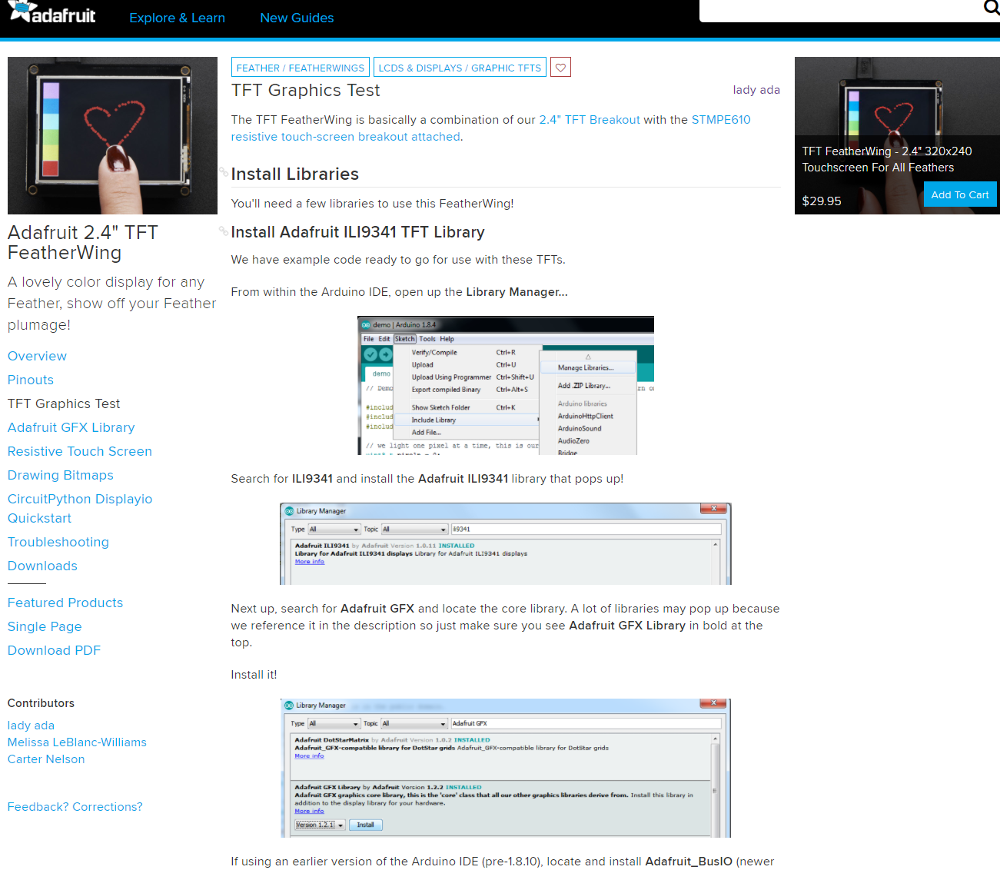 adafruit
Explore & Learn
New Guides
FEATHER / FEATHERWINGS
LCDS & DISPLAYS / GRAPHIC TFTS
TFT Graphics Test
lady ada
The TFT FeatherWing is basically a combination of our 2.4" TFT Breakout with the STMPE610
resistive touch-screen breakout attached.
Install Libraries
You'll need a few libraries to use this FeatherWing!
Install Adafruit ILI9341 TFT Library
We have example code ready to go for use with these TFTs.
From within the Arduino IDE, open up the Library Manager...
demo | Arduino 1.8.4
File Edit Sketch Tools Help
Verify/Compile Ctrl+R
Upload Ctrl+U
Upload Using Programmer Ctrl+Shift+U
Export compiled Binary Ctrl+Alt+S
Show Sketch Folder Ctrl+K
Include Library
Add File...
Manage Libraries...
Add .ZIP Library...
Arduino libraries
ArduinoHttpClient
ArduinoSound
AudioZero
Bridge
demo
// Demo
rn on
#includ
#includ
#includ
// we light one pixel at a time, this is our
Search for ILI9341 and install the Adafruit ILI9341 library that pops up!
Library Manager
Type All Topic All ili9341
Adafruit ILI9341 by Adafruit Version 1.0.11 INSTALLED
Library for Adafruit ILI9341 displays Library for Adafruit ILI9341 displays
More info
Next up, search for Adafruit GFX and locate the core library. A lot of libraries may pop up because
we reference it in the description so just make sure you see Adafruit GFX Library in bold at the
top.
Install it!
Library Manager
Type All Topic All Adafruit GFX
Adafruit DotStarMatrix by Adafruit Version 1.0.2 INSTALLED
Adafruit_GFX-compatible library for DotStar grids Adafruit_GFX-compatible library for DotStar grids
More info
Adafruit GFX Library by Adafruit Version 1.2.2 INSTALLED
Adafruit GFX graphics core library, this is the 'core' class that all our other graphics libraries derive from. Install this library in
addition to the display library for your hardware.
More info
Version 1.2.1 Install
If using an earlier version of the Arduino IDE (pre-1.8.10), locate and install Adafruit_BusIO (newer
Adafruit 2.4" TFT
FeatherWing
A lovely color display for any
Feather, show off your Feather
plumage!
Overview
Pinouts
TFT Graphics Test
Adafruit GFX Library
Resistive Touch Screen
Drawing Bitmaps
CircuitPython Displayio
Quickstart
Troubleshooting
Downloads
Featured Products
Single Page
Download PDF
Contributors
lady ada
Melissa LeBlanc-Williams
Carter Nelson
Feedback? Corrections?
TFT FeatherWing - 2.4" 320x240
Touchscreen For All Feathers
$29.95
Add To Cart